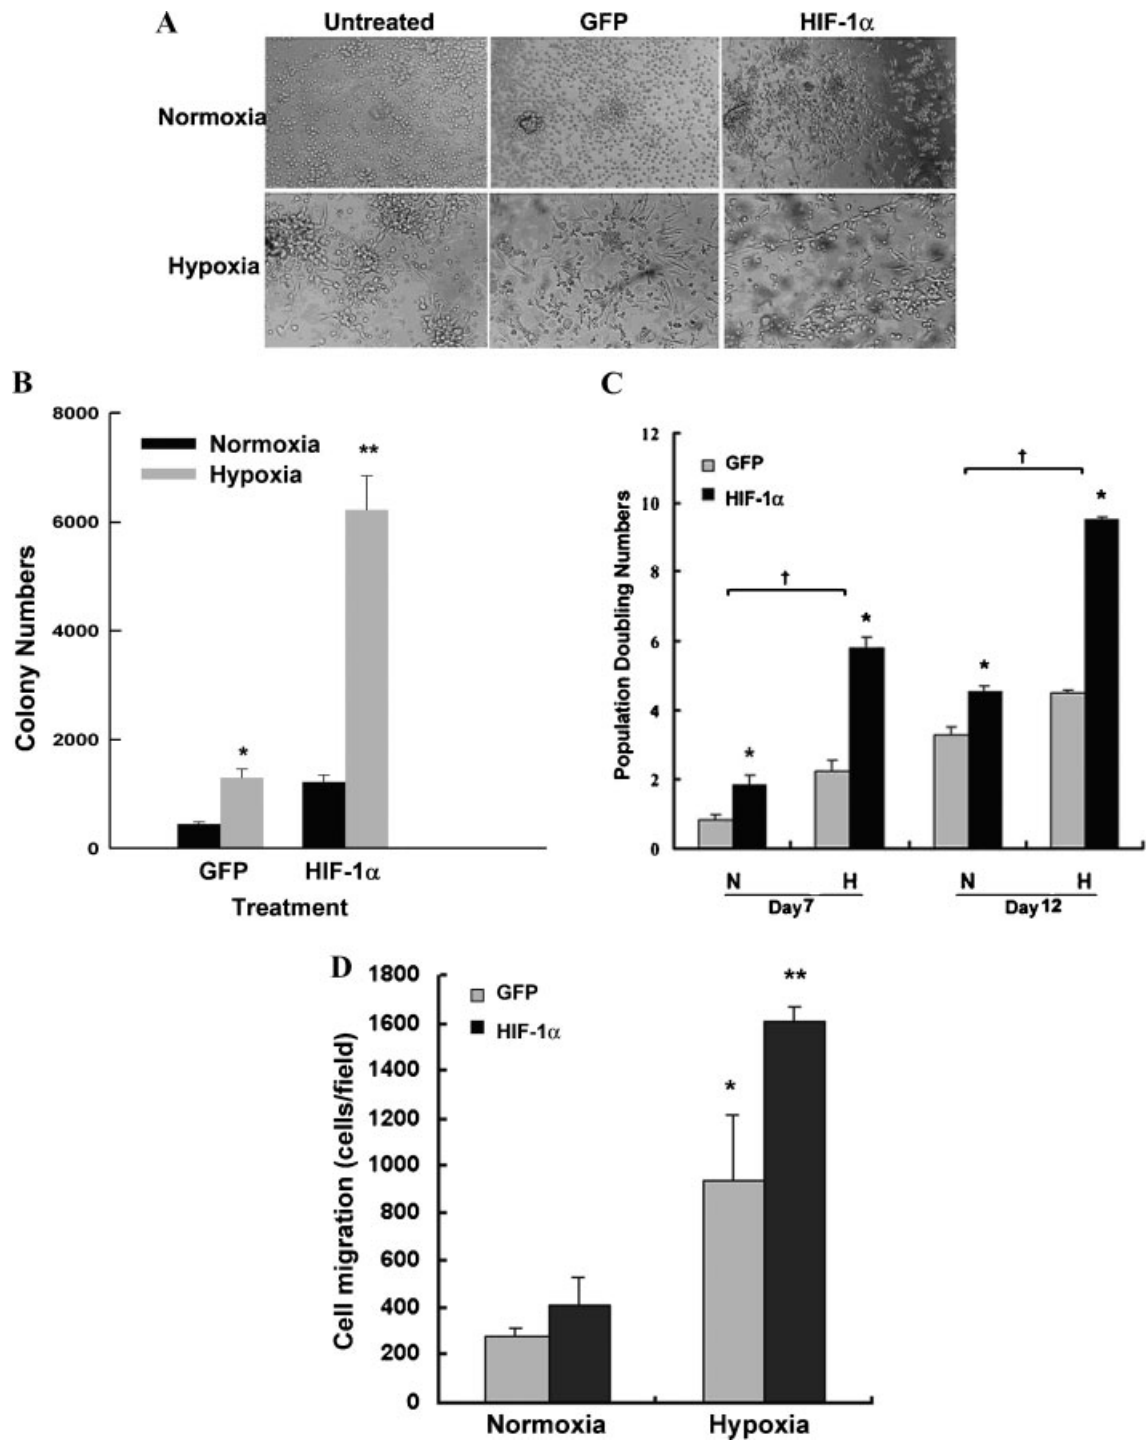 A
Untreated GFP HIF-1α
Normoxia
Hypoxia
B
8000
6000
4000
2000
0
Normoxia
Hypoxia
**
*
Colony Numbers
GFP HIF-1α
Treatment
C
12
10
8
6
4
2
0
GFP
HIF-1α
†
†
*
*
*
*
Population Doubling Numbers
N H N H
Day7 Day12
D
1800
1600
1400
1200
1000
800
600
400
200
0
GFP
HIF-1α
**
*
Cell migration (cells/field)
Normoxia Hypoxia